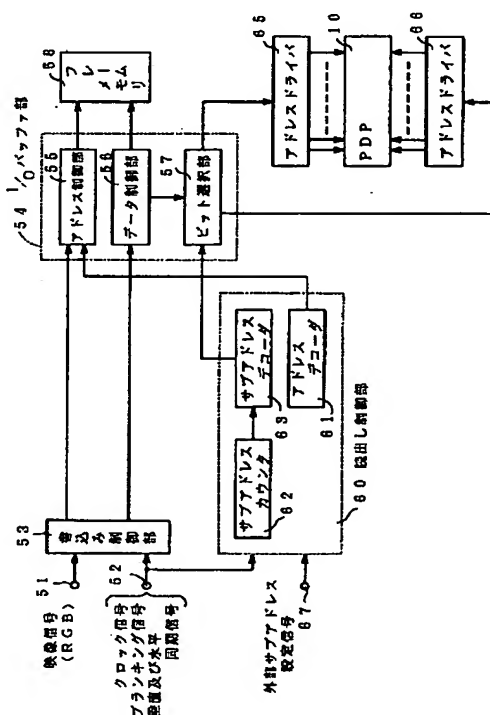 映像信号
(RGB)
51
クロック信号
ブランキング信号
垂直及び水平
同期信号
52
53
書込み制御部
54
I/Oバッファ部
55
アドレス制御部
56
データ制御部
57
ビット選択部
58
フレームメモリ
外部サブアドレス
設定信号
67
60 読出し制御部
サブアドレス
カウンタ
62
サブアドレス
デコーダ
63
アドレス
デコーダ
61
65
アドレスドライバ
10
PDP
66
アドレスドライバ